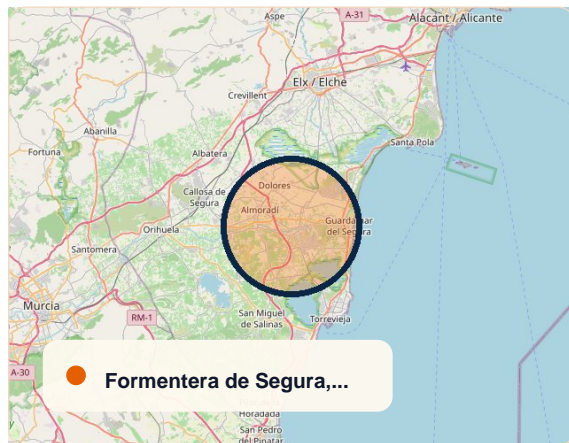 Aspe
A-31
Alacant / Alicante
Elx / Elche
Crevillent
Abanilla
Santa Pola
Fortuna
Albatera
Dolores
Callosa de
Segura
Almoradí
Guardamar
del Segura
Orihuela
Santomera
Murcia
RM-1
San Miguel
de Salinas
Torrevieja
A-30
Formentera de Segura,...
Horadada
San Pedro
del Pinatar